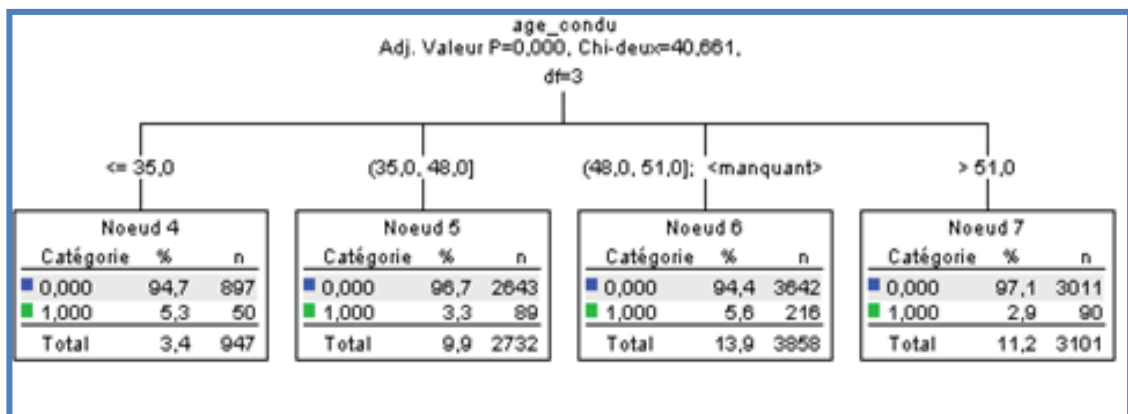 age_condu
Adj. Valeur P=0,000, Chi-deux=40,661,
df=3
<= 35,0
(35,0, 48,0]
(48,0, 51,0]; <manquant>
> 51,0
Noeud 4
Catégorie % n
0,000 94,7 897
1,000 5,3 50
Total 3,4 947
Noeud 5
Catégorie % n
0,000 96,7 2643
1,000 3,3 89
Total 9,9 2732
Noeud 6
Catégorie % n
0,000 94,4 3642
1,000 5,6 216
Total 13,9 3858
Noeud 7
Catégorie % n
0,000 97,1 3011
1,000 2,9 90
Total 11,2 3101